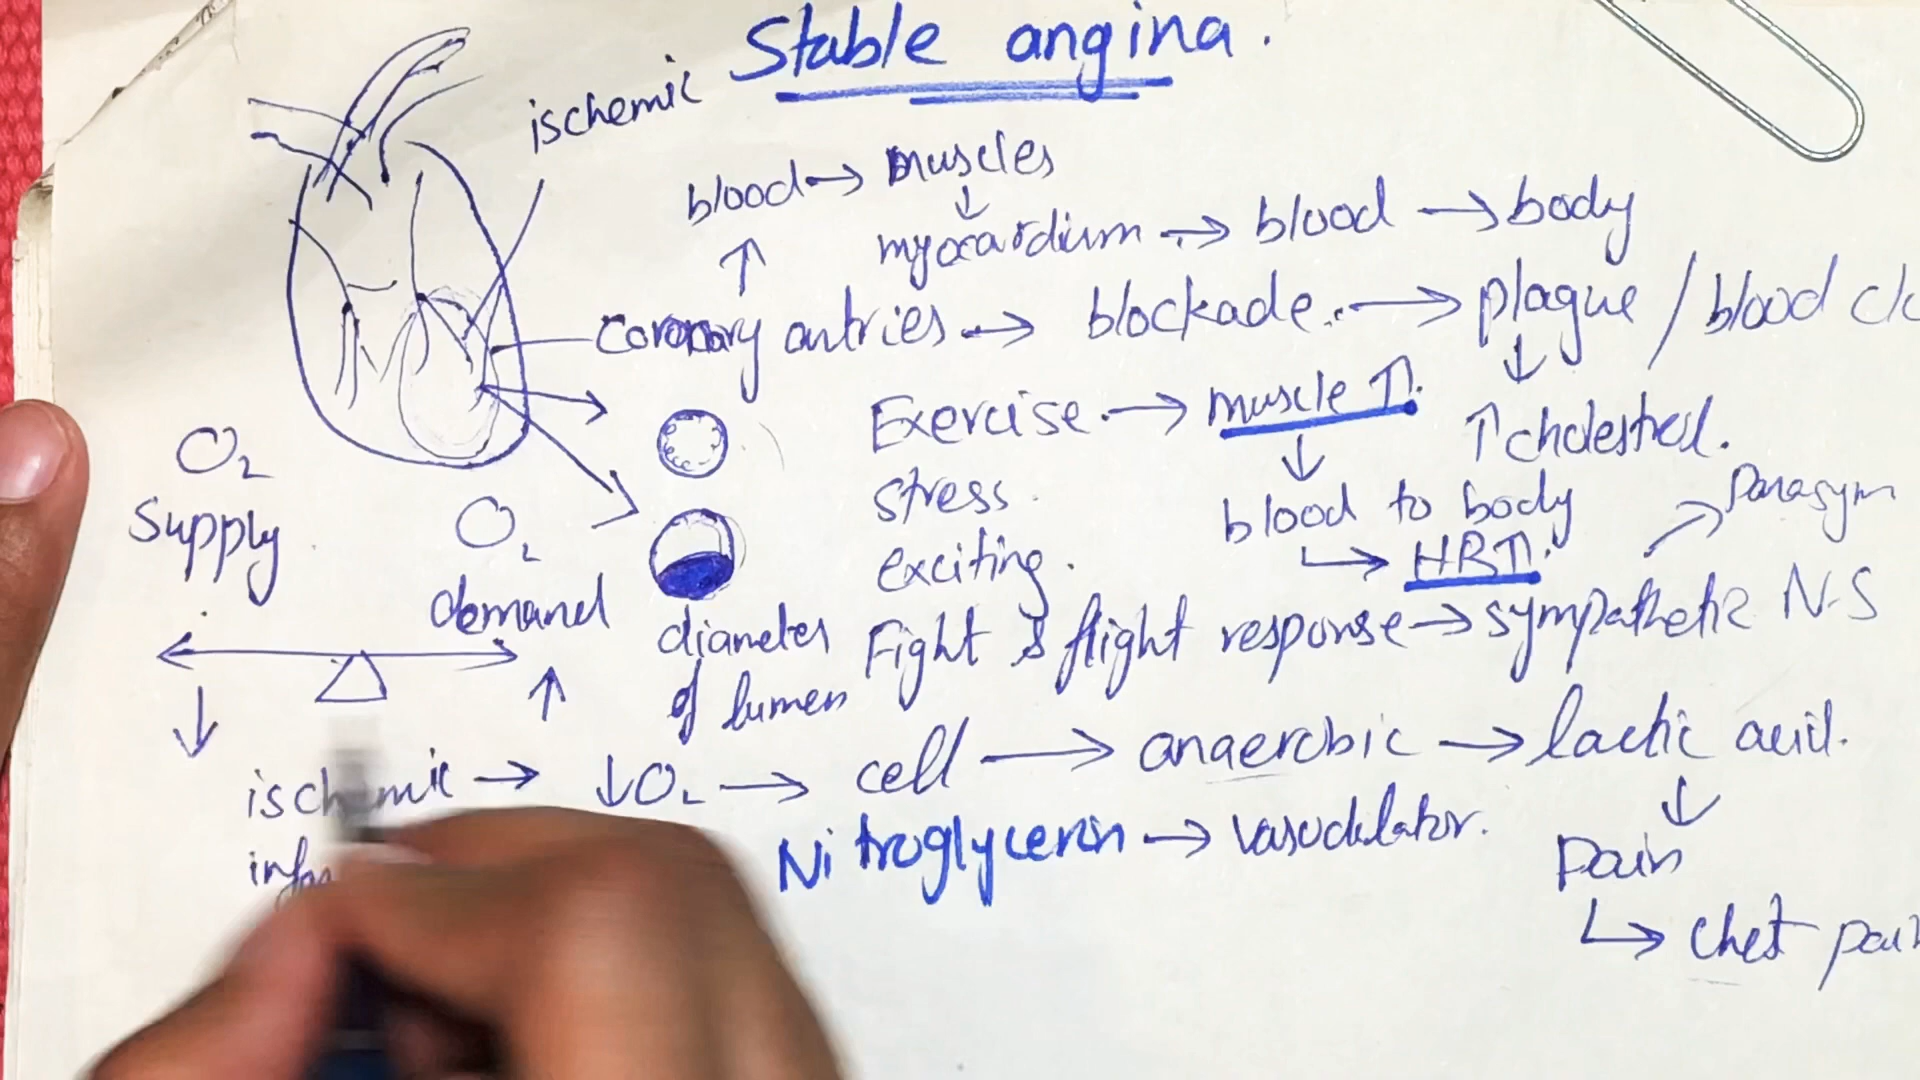 Stable angina.
ischemic
blood → muscles
↓
↑ myocardium → blood → body
coronary artries → blockade. → plague / blood
↓
Exercise. → muscle ↑. ↑ cholestrol.
↓
O2 supply
O2 demand
stress.
exciting.
blood to body
↳ HR↑.
Parasym
diameter of lumen
Fight & flight response → sympathetic N-S
↓ ↑
ischemic → ↓O2 → cell → anaerobic → lactic acid.
↓
Nitroglycerin → vasodilator.
Pain
↳ chet